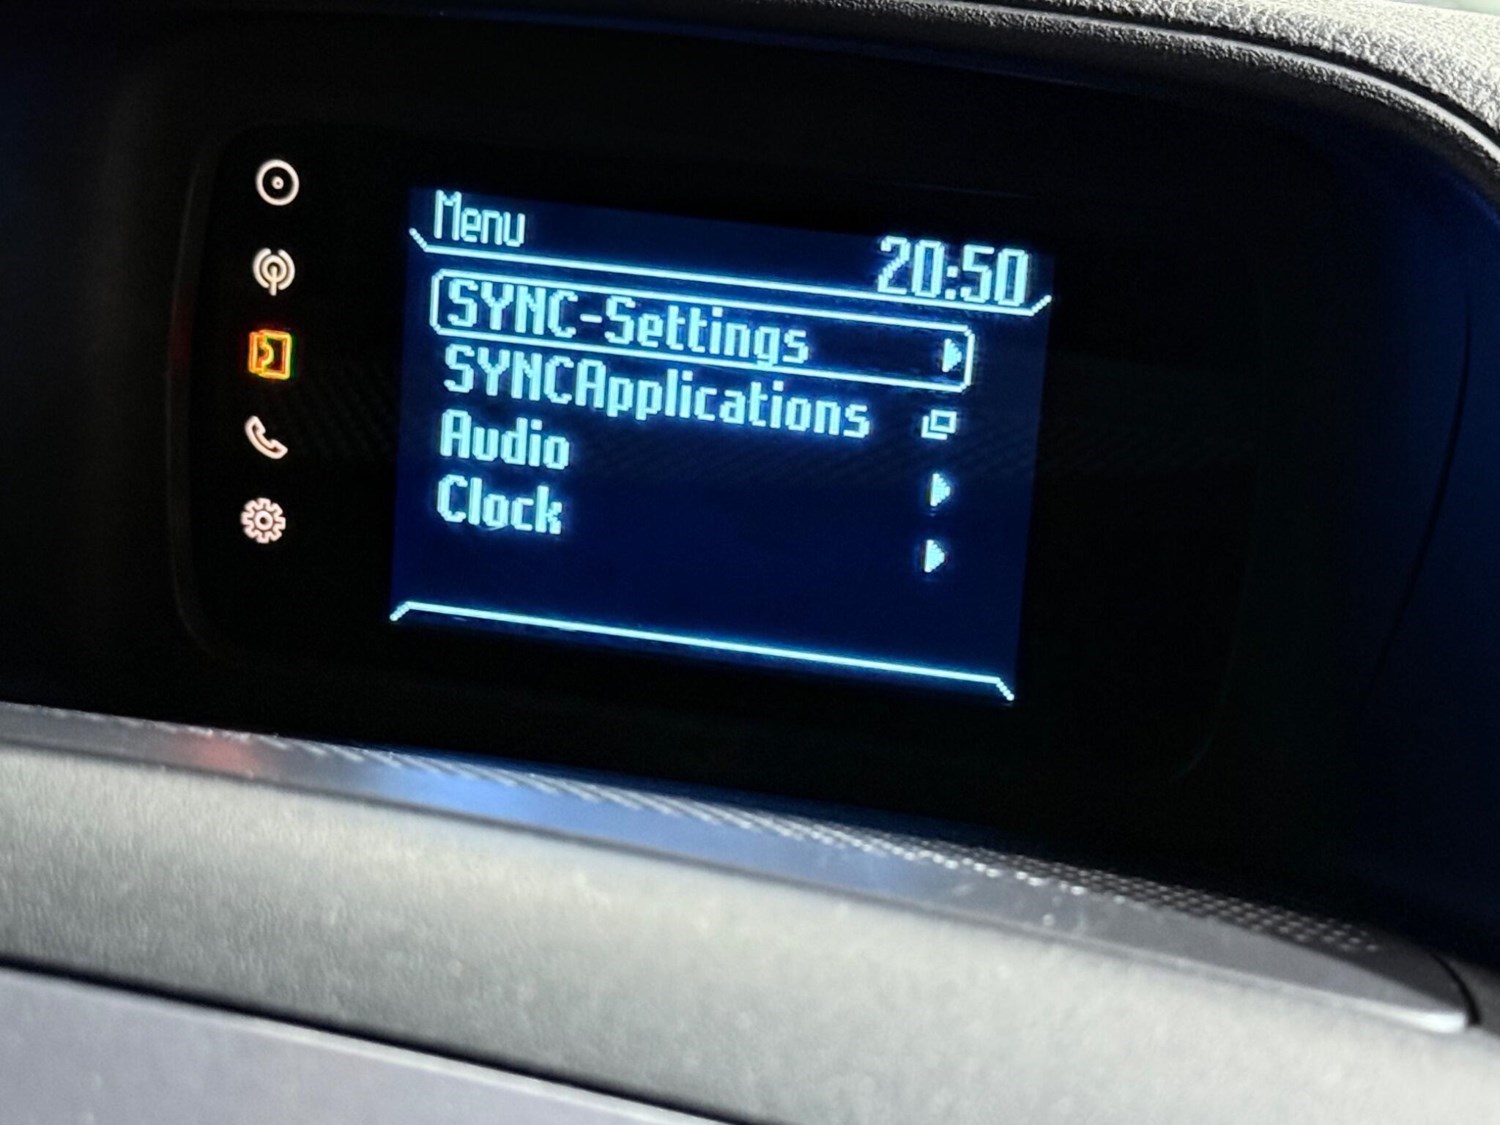 Menu
20:50
SYNC-Settings
SYNCApplications
Audio
Clock